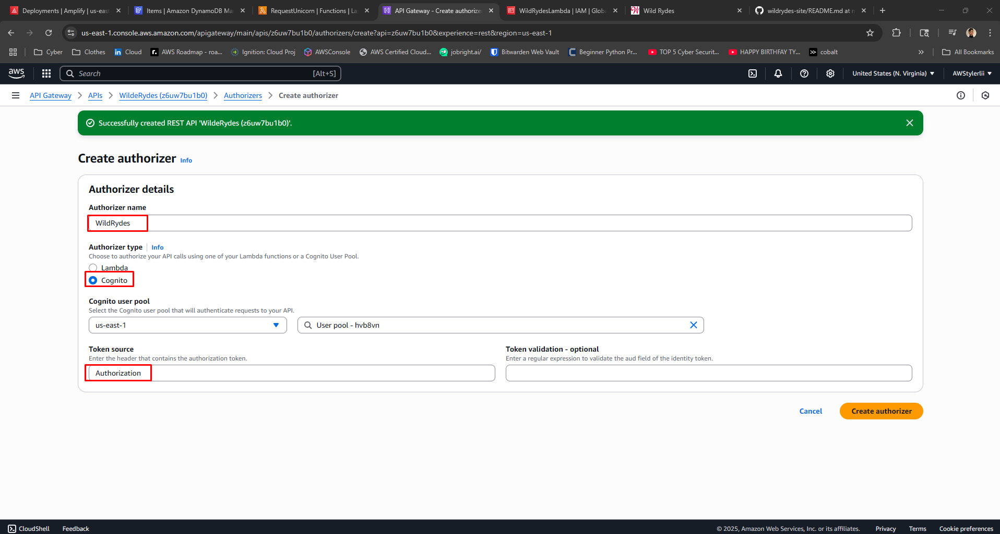 Deployments | Amplify | us-eas
Items | Amazon DynamoDB Ma
RequestUnicorn | Functions | La
API Gateway - Create authorize
WildRydesLambda | IAM | Globa
Wild Rydes
wildrydes-site/README.md at m
us-east-1.console.aws.amazon.com/apigateway/main/apis/z6uw7bu1b0/authorizers/create?api=z6uw7bu1b0&experience=rest&region=us-east-1
Cyber
Clothes
Cloud
AWS Roadmap - roa...
Ignition: Cloud Proj
AWSConsole
AWS Certified Cloud...
jobright.ai/
Bitwarden Web Vault
Beginner Python Pr...
TOP 5 Cyber Securit...
HAPPY BIRTHFAY TY...
cobalt
All Bookmarks
aws
Search
[Alt+S]
United States (N. Virginia)
AWStylerlii
API Gateway
APIs
WildeRydes (z6uw7bu1b0)
Authorizers
Create authorizer
Successfully created REST API 'WildeRydes (z6uw7bu1b0)'.
Create authorizer Info
Authorizer details
Authorizer name
WildRydes
Authorizer type Info
Choose to authorize your API calls using one of your Lambda functions or a Cognito User Pool.
Lambda
Cognito
Cognito user pool
Select the Cognito user pool that will authenticate requests to your API.
us-east-1
User pool - hvb8vn
Token source
Enter the header that contains the authorization token.
Authorization
Token validation - optional
Enter a regular expression to validate the aud field of the identity token.
Cancel
Create authorizer
CloudShell
Feedback
© 2025, Amazon Web Services, Inc. or its affiliates.
Privacy
Terms
Cookie preferences